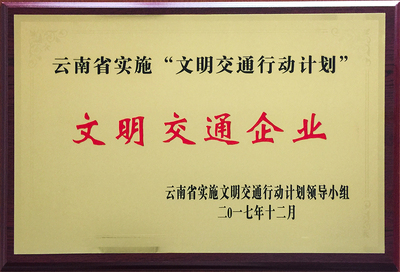 云南省实施“文明交通行动计划”
文明交通企业
云南省实施文明交通行动计划领导小组
二〇一七年十二月